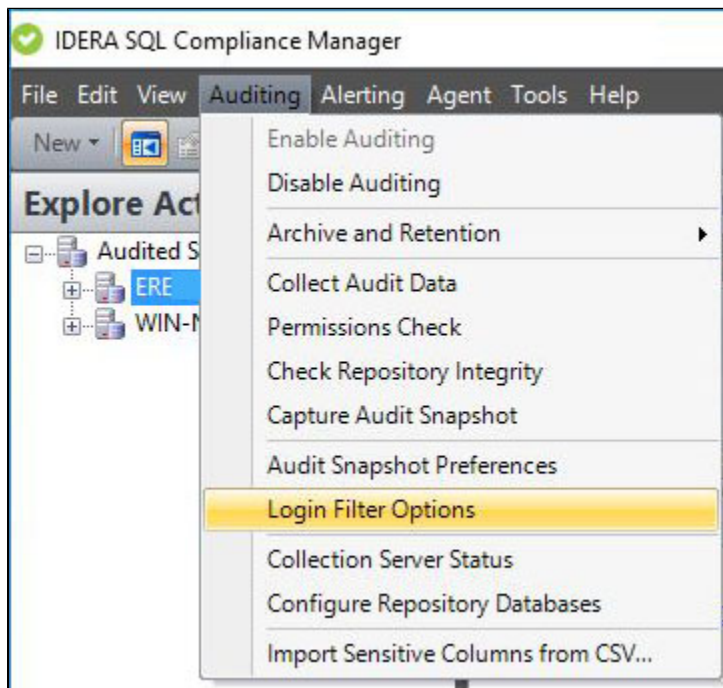 IDERA SQL Compliance Manager
File Edit View Auditing Alerting Agent Tools Help
New
Explore Act
Audited S
ERE
WIN-N
Enable Auditing
Disable Auditing
Archive and Retention
Collect Audit Data
Permissions Check
Check Repository Integrity
Capture Audit Snapshot
Audit Snapshot Preferences
Login Filter Options
Collection Server Status
Configure Repository Databases
Import Sensitive Columns from CSV...